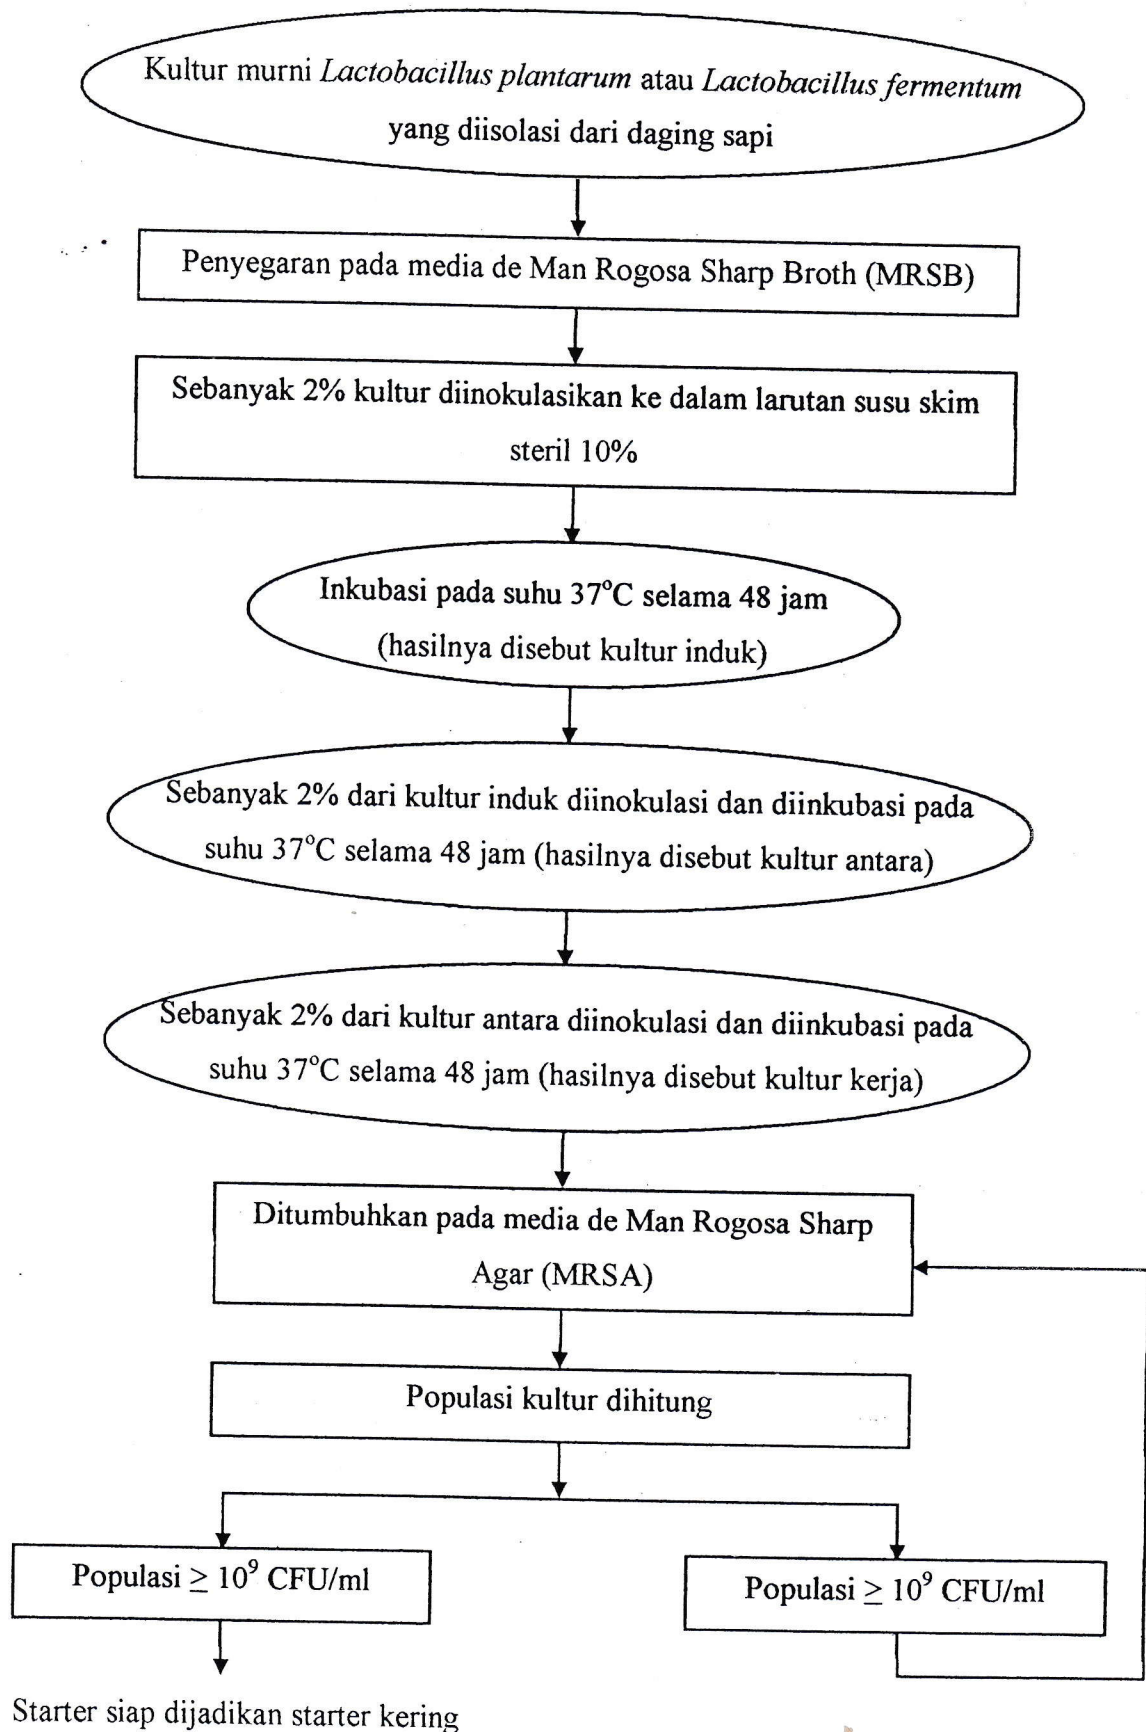 Kultur murni Lactobacillus plantarum atau Lactobacillus fermentum
yang diisolasi dari daging sapi
Penyegaran pada media de Man Rogosa Sharp Broth (MRSB)
Sebanyak 2% kultur diinokulasikan ke dalam larutan susu skim
steril 10%
Inkubasi pada suhu 37°C selama 48 jam
(hasilnya disebut kultur induk)
Sebanyak 2% dari kultur induk diinokulasi dan diinkubasi pada
suhu 37°C selama 48 jam (hasilnya disebut kultur antara)
Sebanyak 2% dari kultur antara diinokulasi dan diinkubasi pada
suhu 37°C selama 48 jam (hasilnya disebut kultur kerja)
Ditumbuhkan pada media de Man Rogosa Sharp
Agar (MRSA)
Populasi kultur dihitung
Populasi ≥ 10⁹ CFU/ml
Populasi ≥ 10⁹ CFU/ml
Starter siap dijadikan starter kering